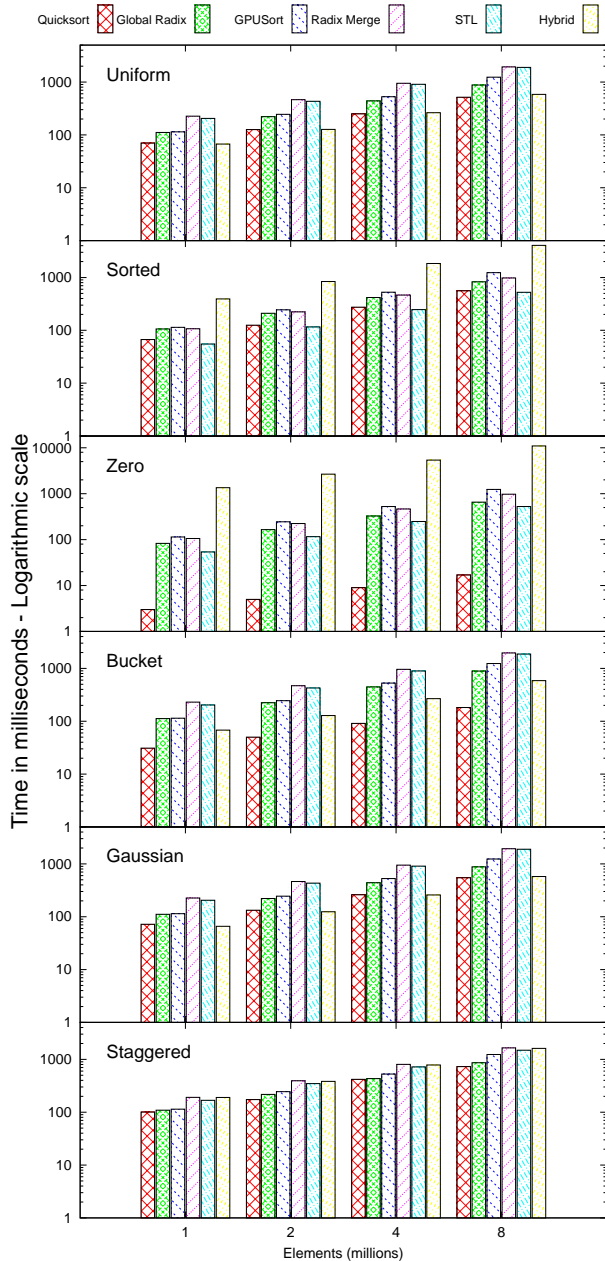 Quicksort Global Radix GPUSort Radix Merge STL Hybrid
Time in milliseconds - Logarithmic scale
Uniform
1000
100
10
1
Sorted
1000
100
10
1
Zero
10000
1000
100
10
1
Bucket
1000
100
10
1
Gaussian
1000
100
10
1
Staggered
1000
100
10
1
1 2 4 8
Elements (millions)